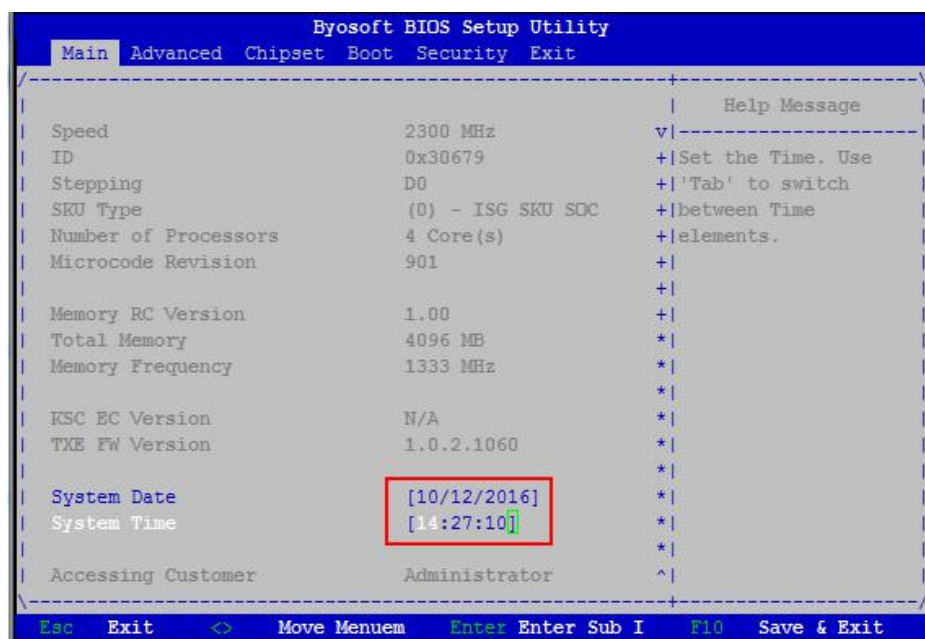 Byosoft BIOS Setup Utility
Main Advanced Chipset Boot Security Exit
Help Message
Speed 2300 MHz
ID 0x30679 Set the Time. Use
Stepping D0 'Tab' to switch
SKU Type (0) - ISG SKU SOC between Time
Number of Processors 4 Core(s) elements.
Microcode Revision 901
Memory RC Version 1.00
Total Memory 4096 MB
Memory Frequency 1333 MHz
KSC EC Version N/A
TXE FW Version 1.0.2.1060
System Date [10/12/2016]
System Time [14:27:10]
Accessing Customer Administrator
Esc Exit <> Move Menuem Enter Enter Sub I F10 Save & Exit